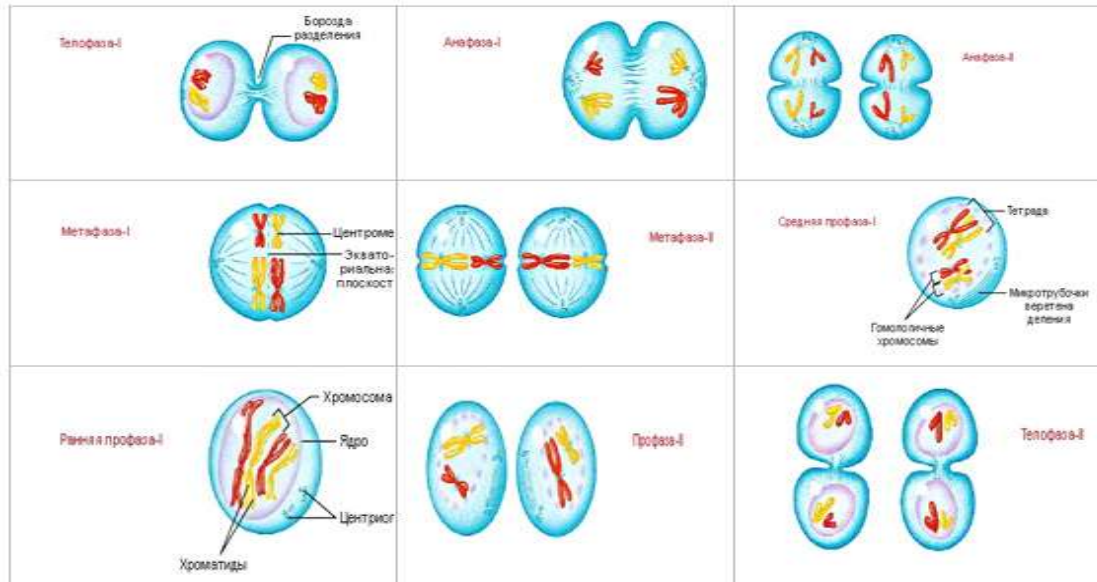 Телофаза-I
Борозда
разделения
Анафаза-I
Анафаза-II
Метафаза-I
Центроме
Эквато-
риальна:
плоскост
Метафаза-II
Средняя профаза-I
Тетрада
Микротрубочки
веретена
деления
Гомологичные
хромосомы
Ранняя профаза-I
Хромосома
Ядро
Центриол
Хроматиды
Профаза-II
Телофаза-II